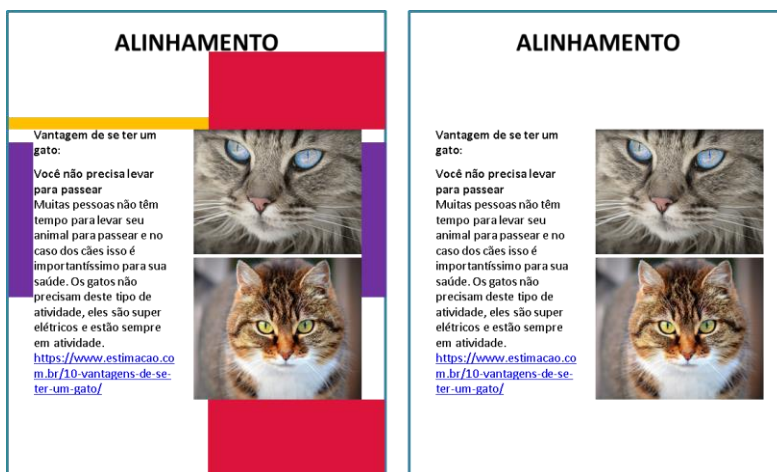 ALINHAMENTO
Vantagem de se ter um
gato:
Você não precisa levar
para passear
Muitas pessoas não têm
tempo para levar seu
animal para passear e no
caso dos cães isso é
importantíssimo para sua
saúde. Os gatos não
precisam deste tipo de
atividade, eles são super
elétricos e estão sempre
em atividade.
https://www.estimacao.co
m.br/10-vantagens-de-se-
ter-um-gato/
ALINHAMENTO
Vantagem de se ter um
gato:
Você não precisa levar
para passear
Muitas pessoas não têm
tempo para levar seu
animal para passear e no
caso dos cães isso é
importantíssimo para sua
saúde. Os gatos não
precisam deste tipo de
atividade, eles são super
elétricos e estão sempre
em atividade.
https://www.estimacao.co
m.br/10-vantagens-de-se-
ter-um-gato/